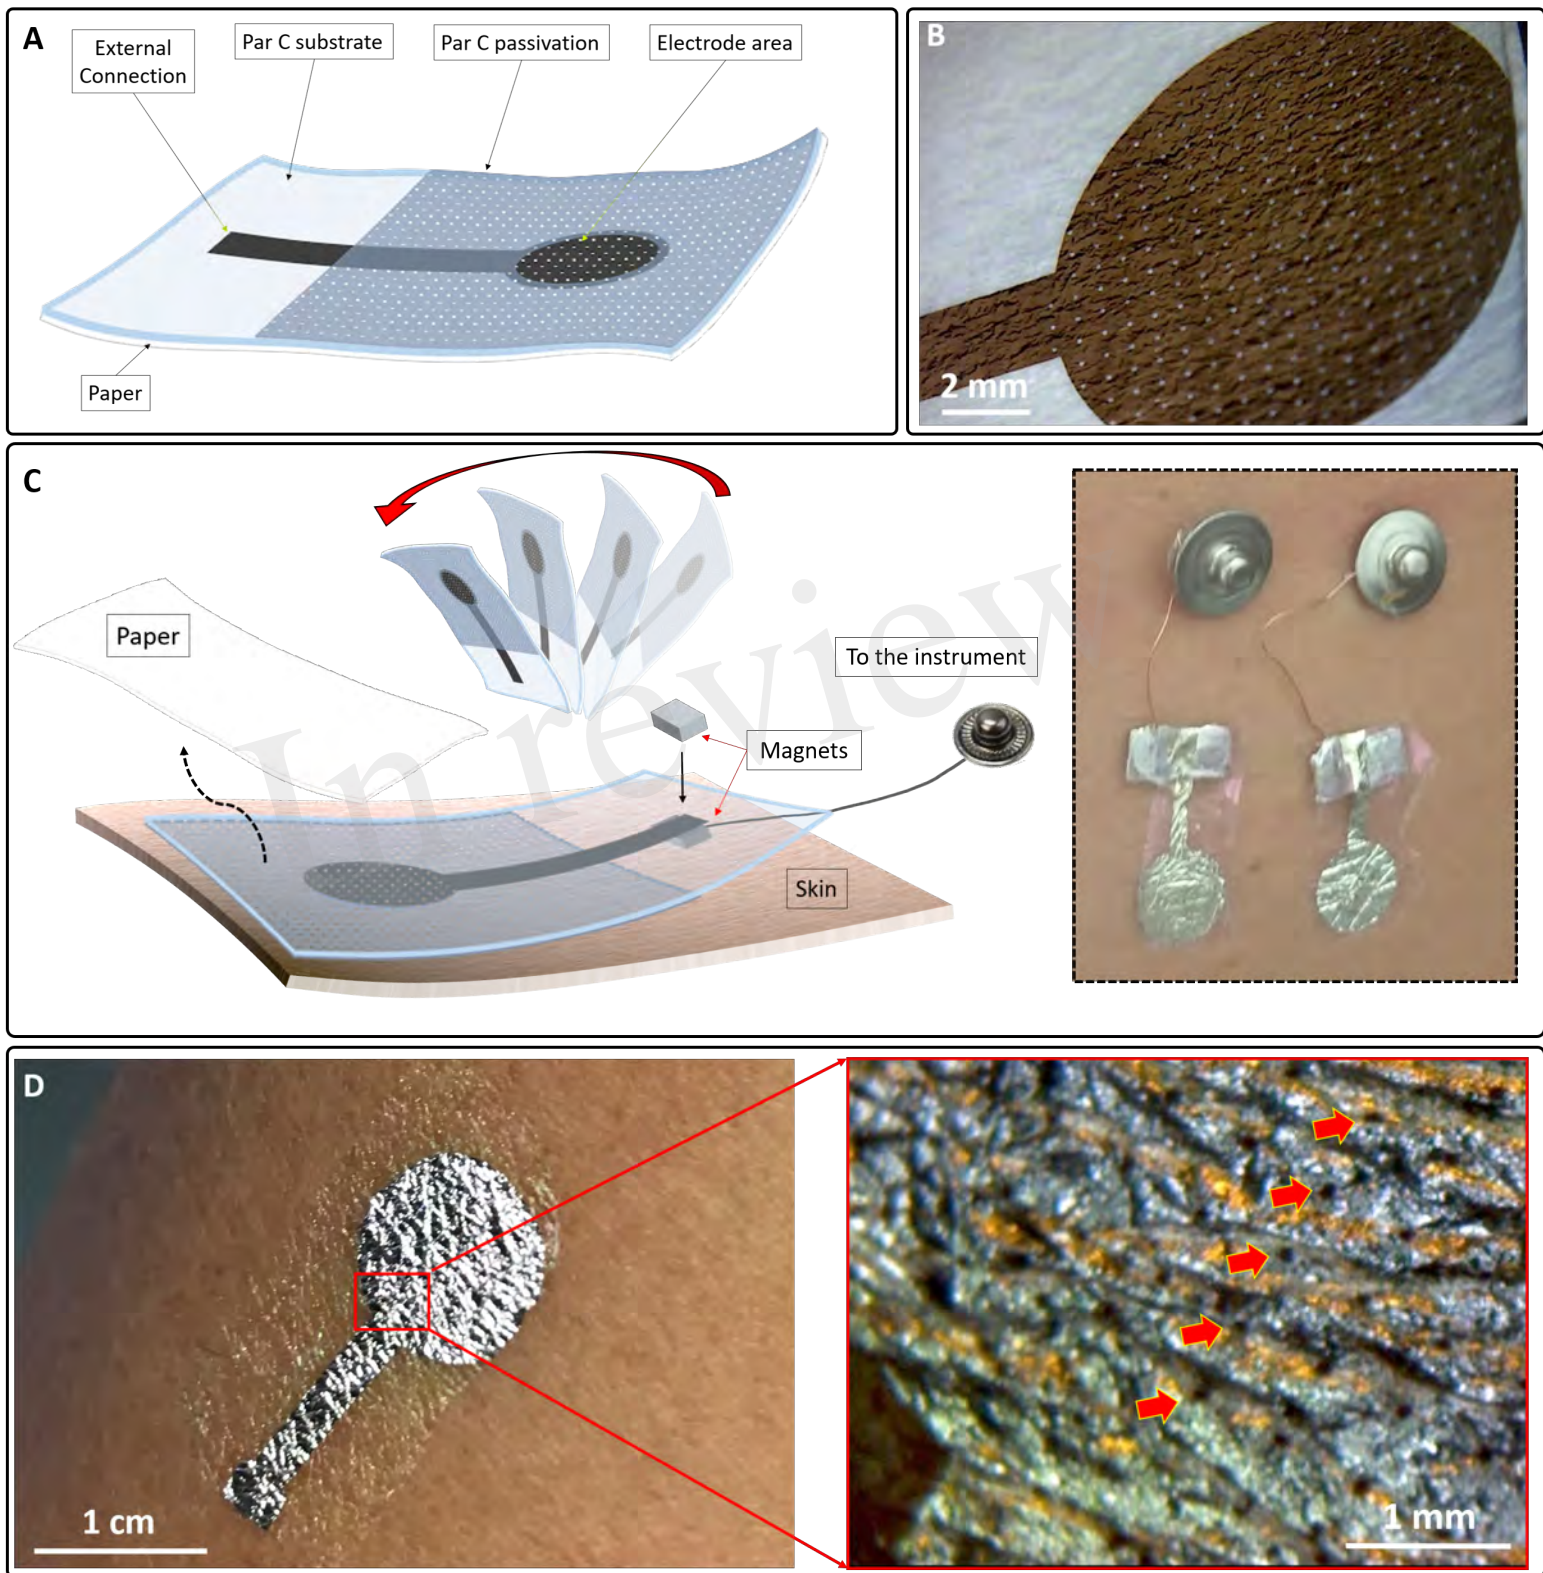 A
External
Connection
Par C substrate
Par C passivation
Electrode area
Paper
B
2 mm
C
Paper
To the instrument
Magnets
Skin
In review
D
1 cm
1 mm